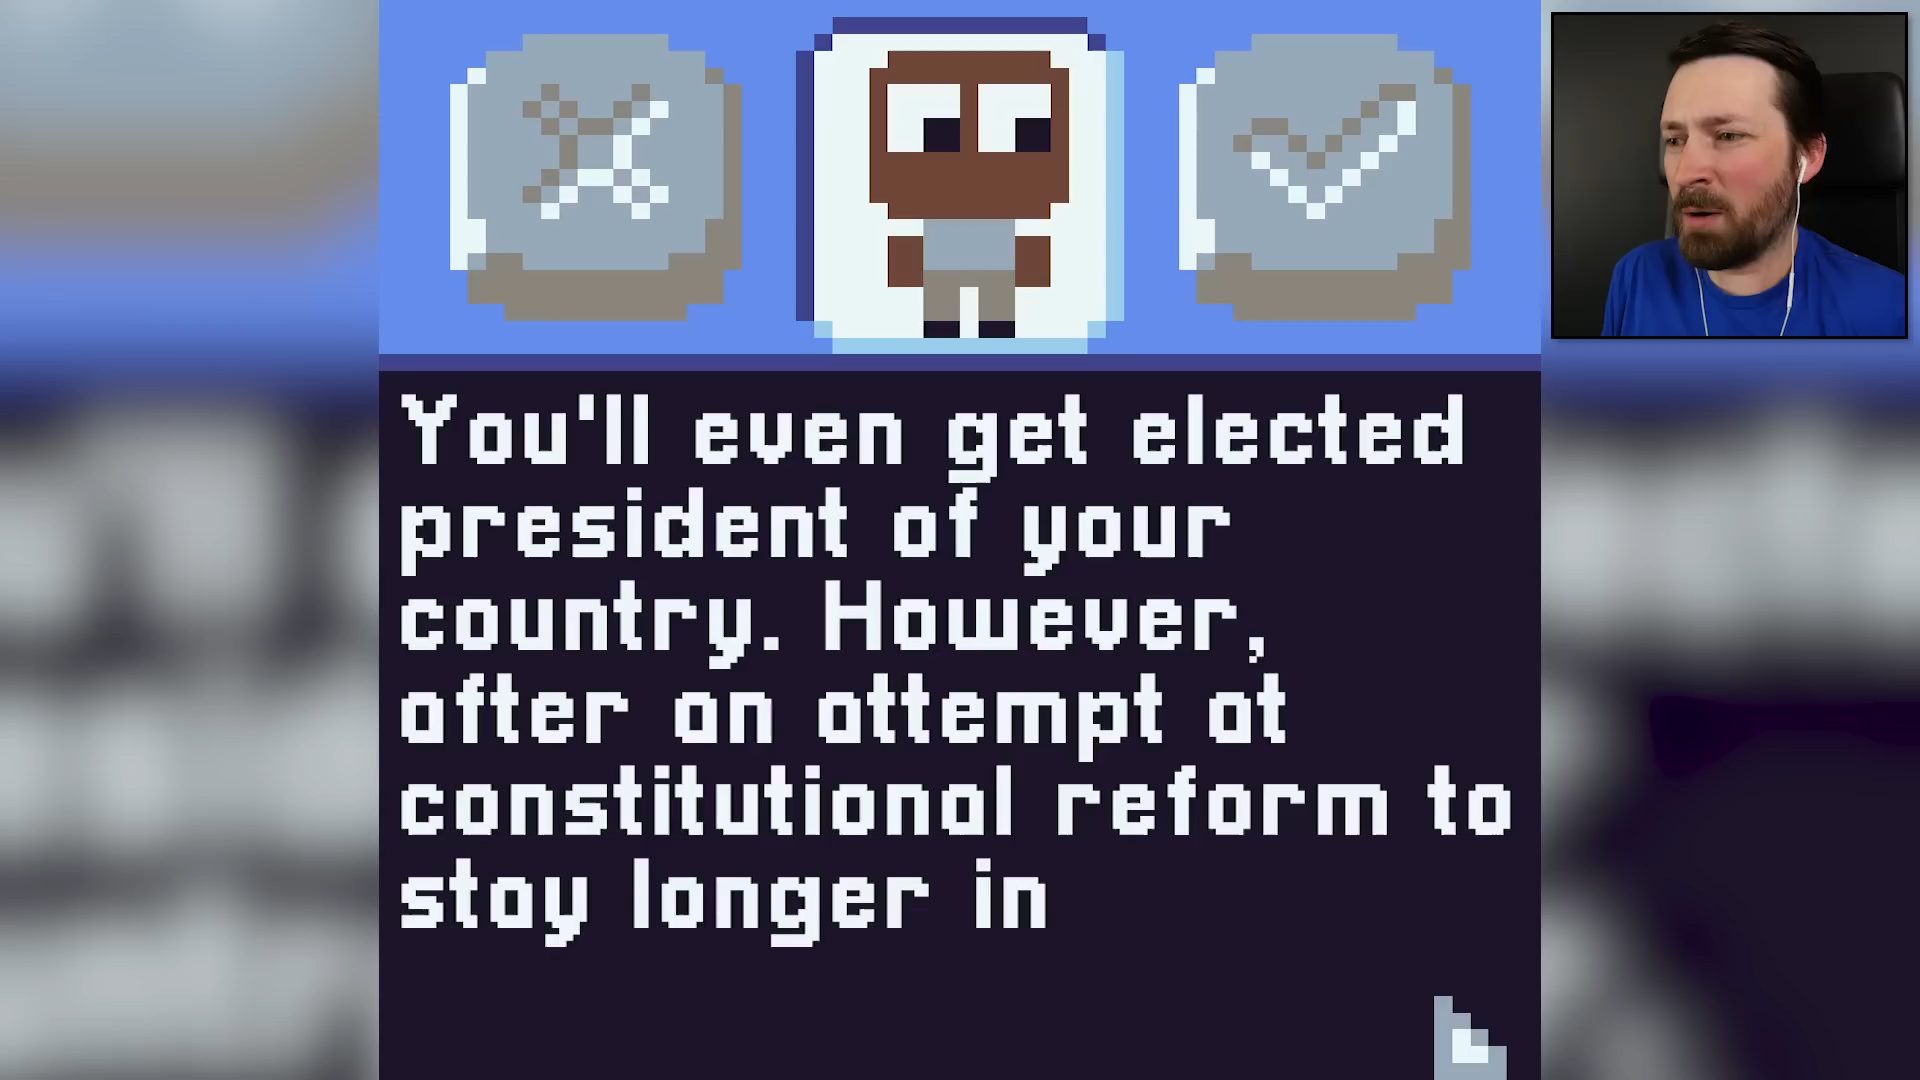 You'll even get elected
president of your
country. However,
after an attempt at
constitutional reform to
stay longer in